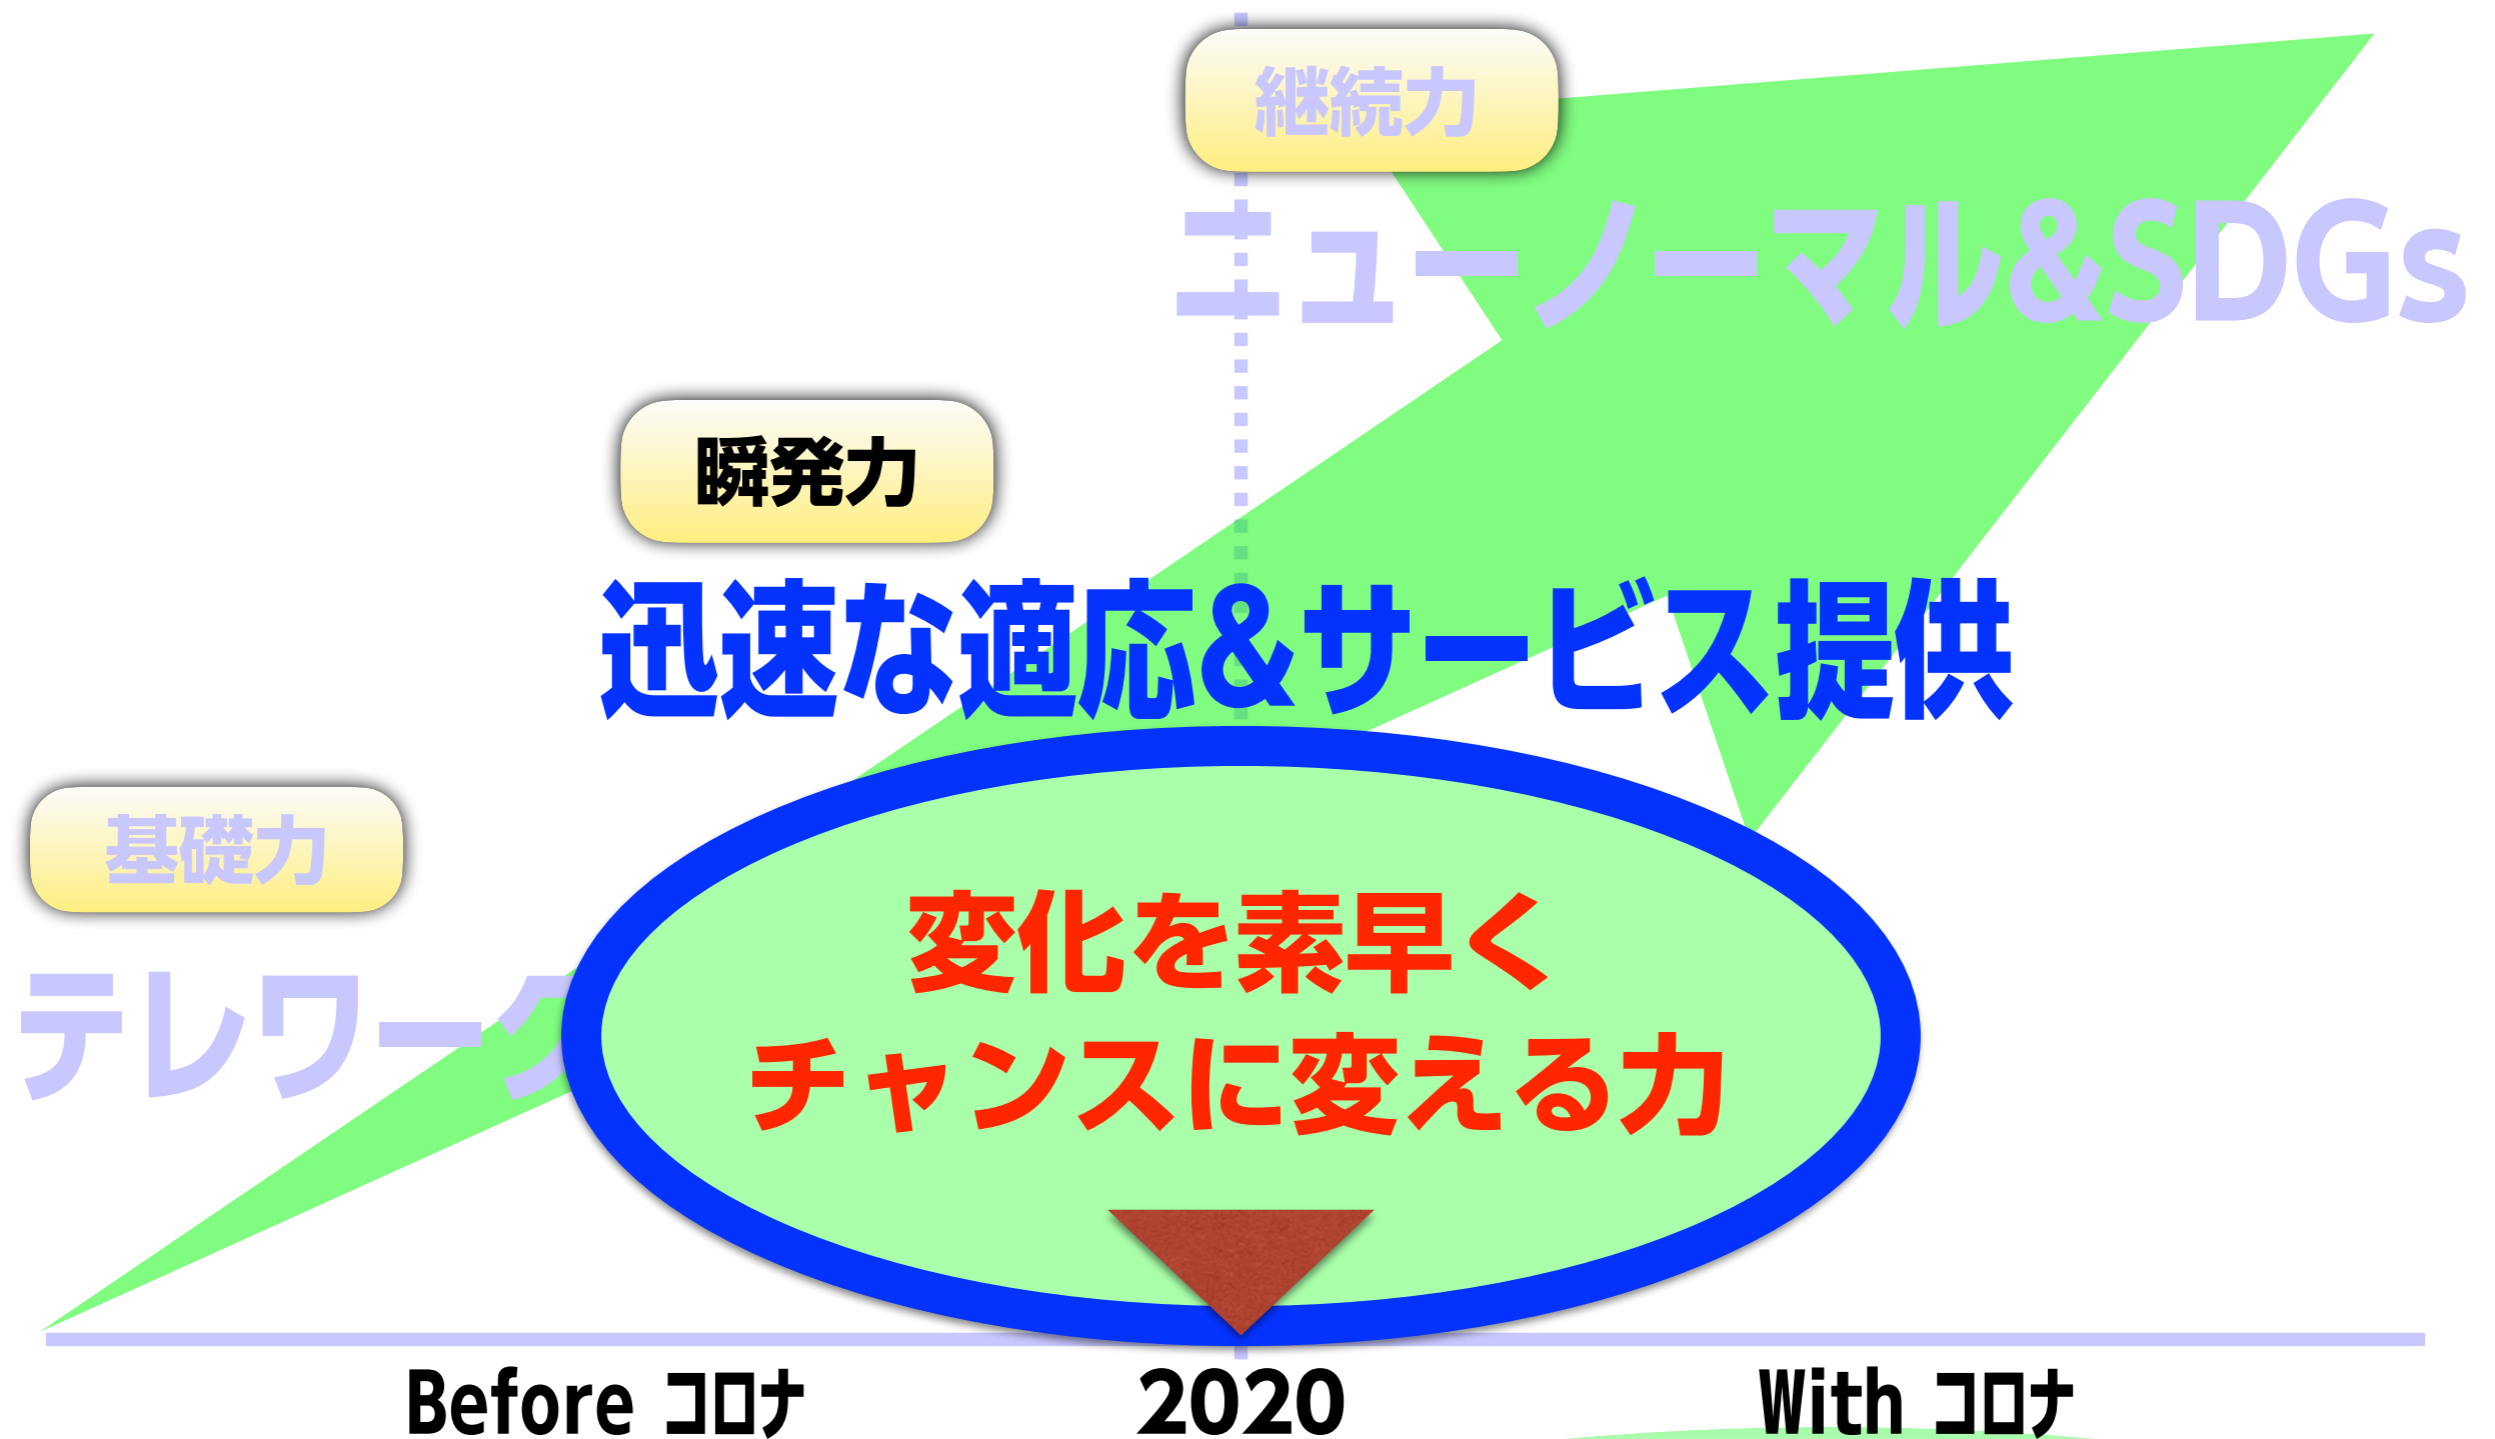 継続力
ニューノーマル&SDGs
瞬発力
迅速な適応&サービス提供
基礎力
テレワーク
変化を素早く
チャンスに変える力
Before コロナ
2020
With コロナ